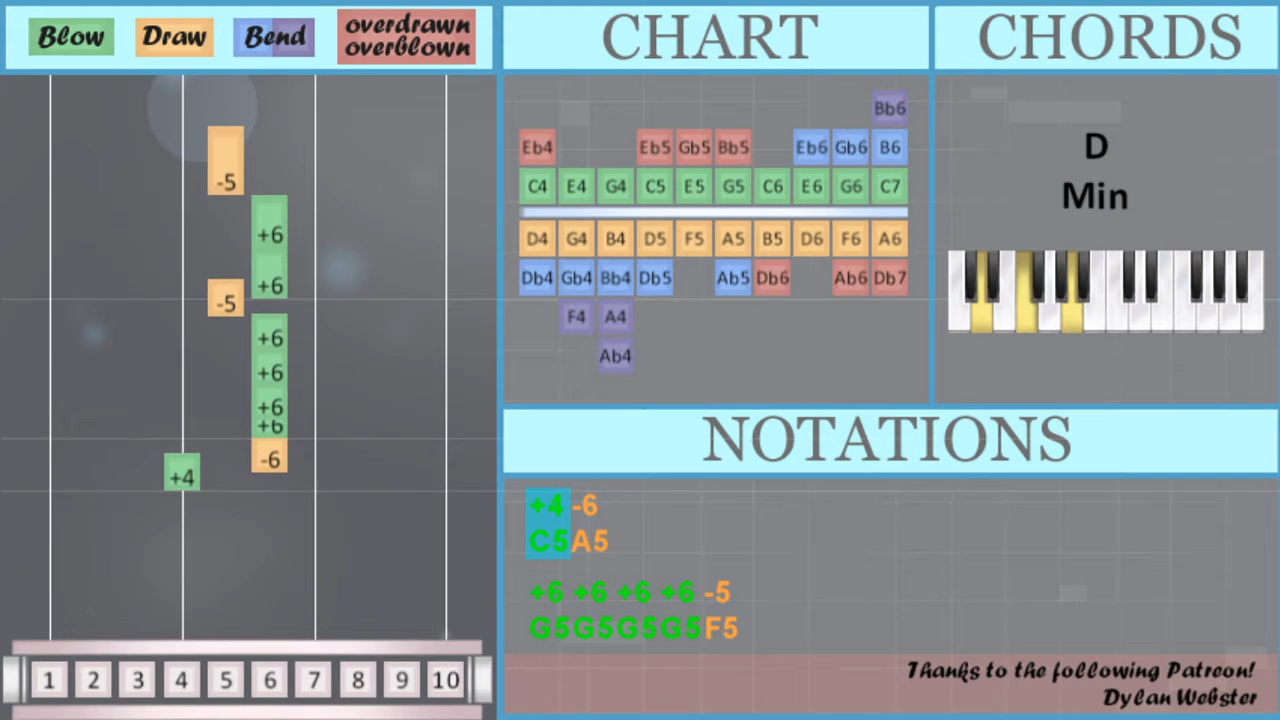 Blow Draw Bend overdrawn
overblown
CHART
CHORDS
-5
+6
+6
-5
+6
+6
+6
+6
-6
+4
1 2 3 4 5 6 7 8 9 10
Bb6
Eb4 Eb5 Gb5 Bb5 Eb6 Gb6 B6
C4 E4 G4 C5 E5 G5 C6 E6 G6 C7
D4 G4 B4 D5 F5 A5 B5 D6 F6 A6
Db4 Gb4 Bb4 Db5 Ab5 Db6 Ab6 Db7
F4 A4
Ab4
D
Min
NOTATIONS
+4 -6
C5 A5
+6 +6 +6 +6 -5
G5 G5 G5 G5 F5
Thanks to the following Patreon!
Dylan Webster